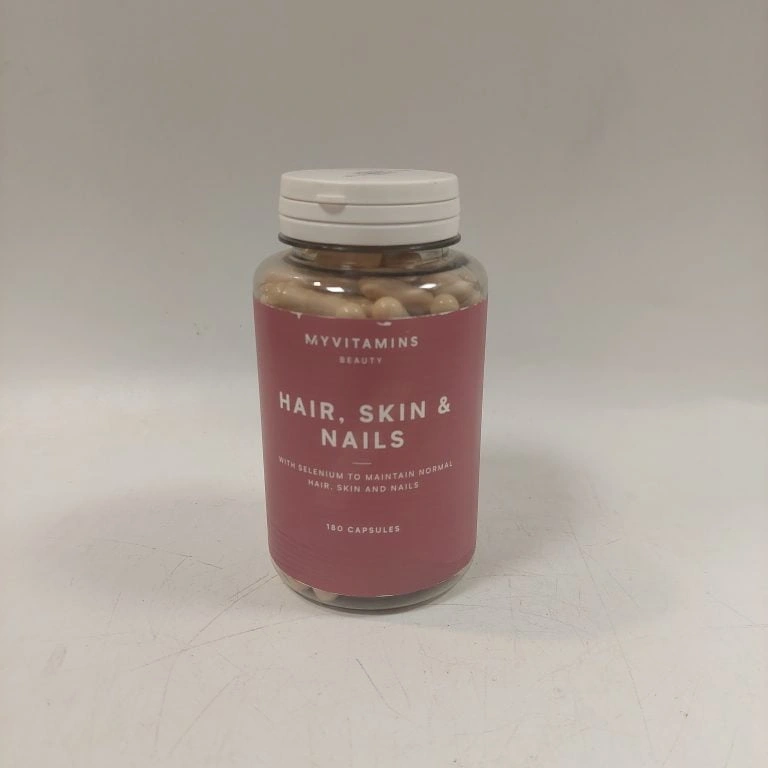 MYVITAMINS
BEAUTY
HAIR, SKIN &
NAILS
WITH SELENIUM TO MAINTAIN NORMAL
HAIR, SKIN AND NAILS
180 CAPSULES